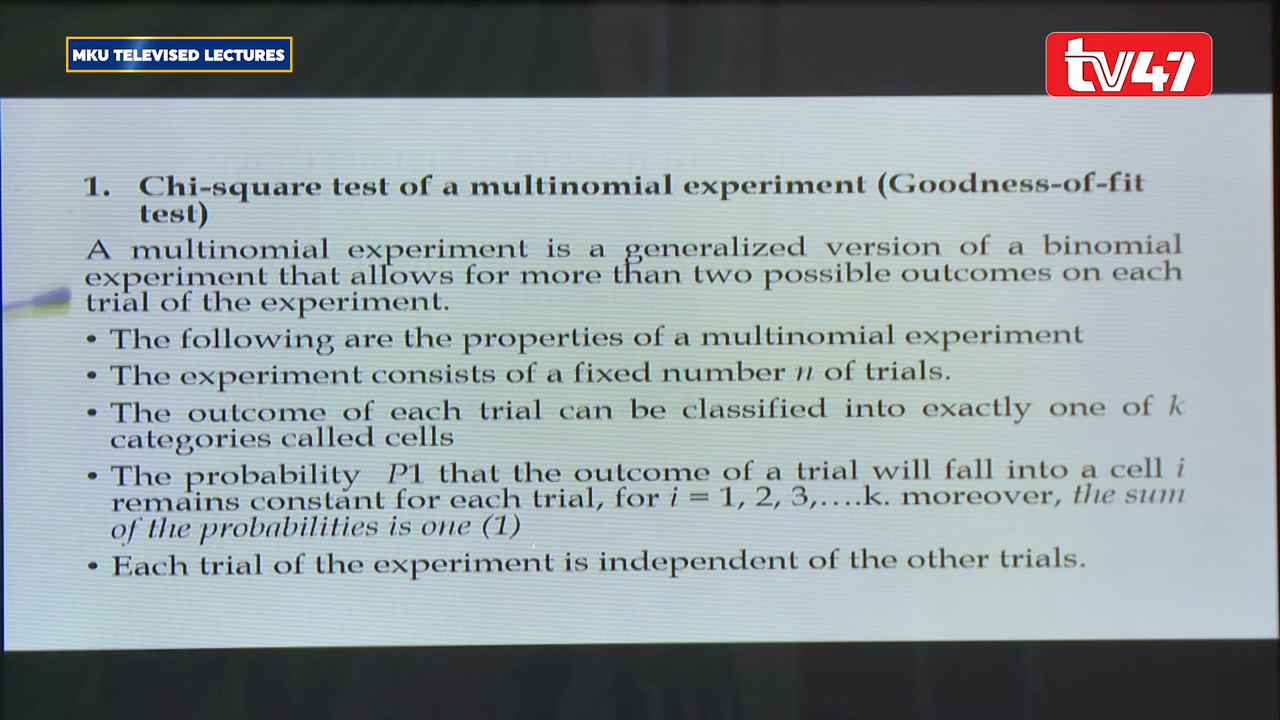 MKU TELEVISED LECTURES
tv47
1. Chi-square test of a multinomial experiment (Goodness-of-fit
test)
A multinomial experiment is a generalized version of a binomial
experiment that allows for more than two possible outcomes on each
trial of the experiment.
• The following are the properties of a multinomial experiment
• The experiment consists of a fixed number n of trials.
• The outcome of each trial can be classified into exactly one of k
categories called cells
• The probability P1 that the outcome of a trial will fall into a cell i
remains constant for each trial, for i = 1, 2, 3,....k. moreover, the sum
of the probabilities is one (1)
• Each trial of the experiment is independent of the other trials.